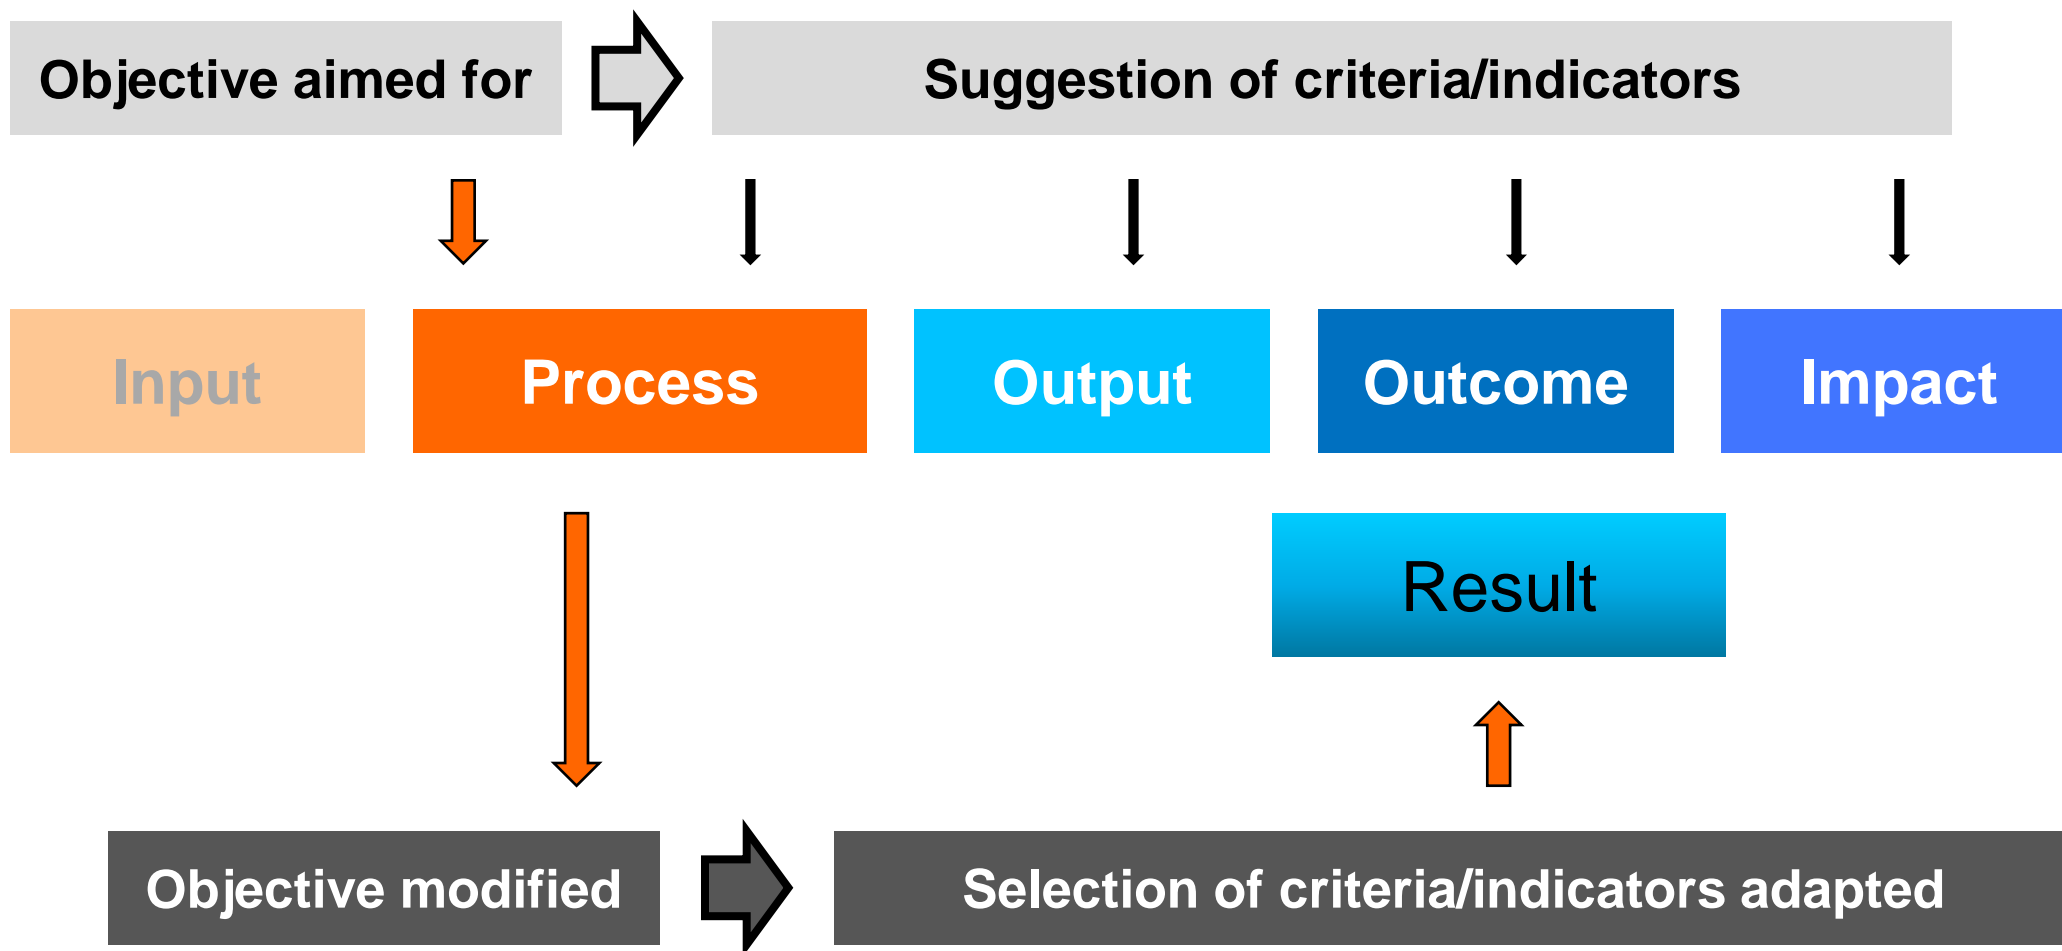 Objective aimed for
Suggestion of criteria/indicators
Input
Process
Output
Outcome
Impact
Result
Objective modified
Selection of criteria/indicators adapted